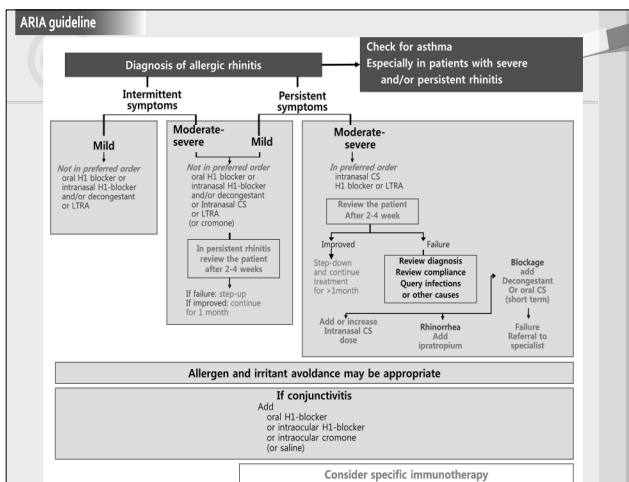 ARIA guideline
Diagnosis of allergic rhinitis
Check for asthma
Especially in patients with severe
and/or persistent rhinitis
Intermittent
symptoms
Persistent
symptoms
Mild
Not in preferred order
oral H1 blocker or
intranasal H1-blocker
and/or decongestant
or LTRA
Moderate-
severe
Mild
Not in preferred order
oral H1 blocker or
intranasal H1-blocker
and/or decongestant
or Intranasal CS
or LTRA
(or cromone)
In persistent rhinitis
review the patient
after 2-4 weeks
If failure: step-up
If improved: continue
for 1 month
Moderate-
severe
In preferred order
intranasal CS
H1 blocker or LTRA
Review the patient
After 2-4 week
Improved
Step-down
and continue
treatment
for >1month
Failure
Review diagnosis
Review compliance
Query infections
or other causes
Add or increase
Intranasal CS
dose
Rhinorrhea
Add
ipratropium
Blockage
add
Decongestant
Or oral CS
(short term)
Failure
Referral to
specialist
Allergen and irritant avoldance may be appropriate
If conjunctivitis
Add
oral H1-blocker
or intraocular H1-blocker
or intraocular cromone
(or saline)
Consider specific immunotherapy